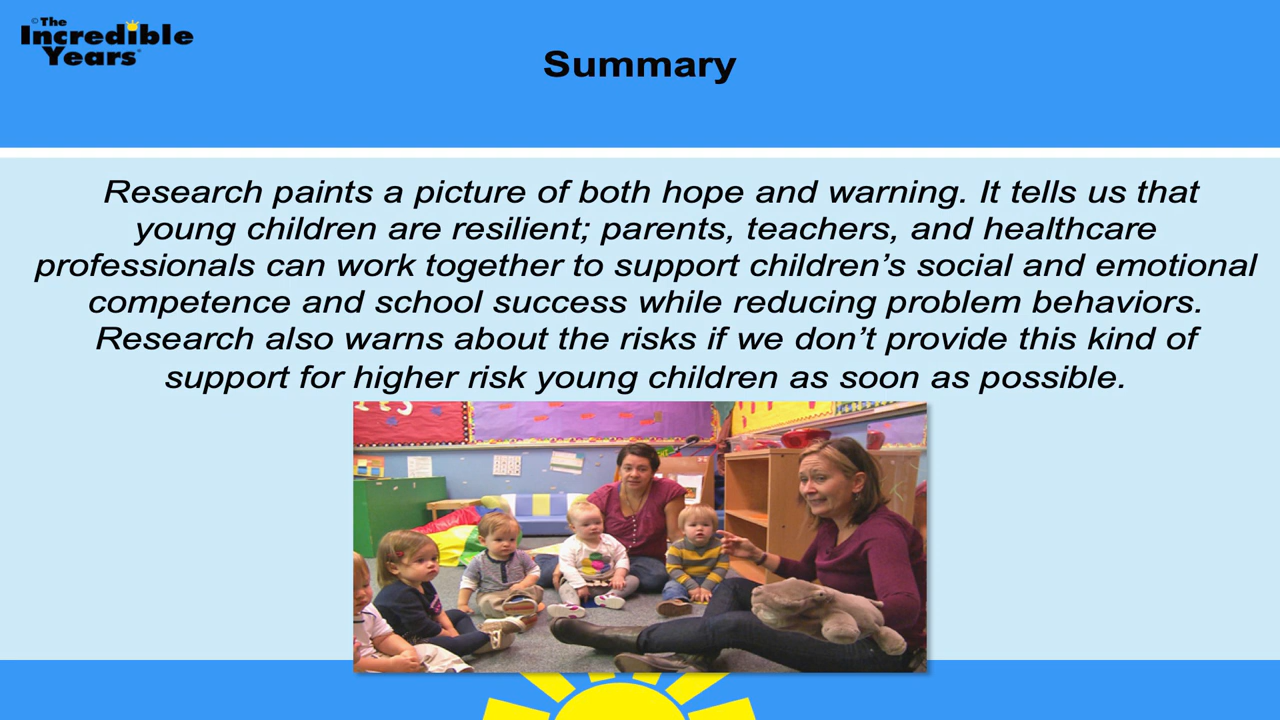 ©The
Incredible
Years®
Summary
Research paints a picture of both hope and warning. It tells us that
young children are resilient; parents, teachers, and healthcare
professionals can work together to support children’s social and emotional
competence and school success while reducing problem behaviors.
Research also warns about the risks if we don’t provide this kind of
support for higher risk young children as soon as possible.